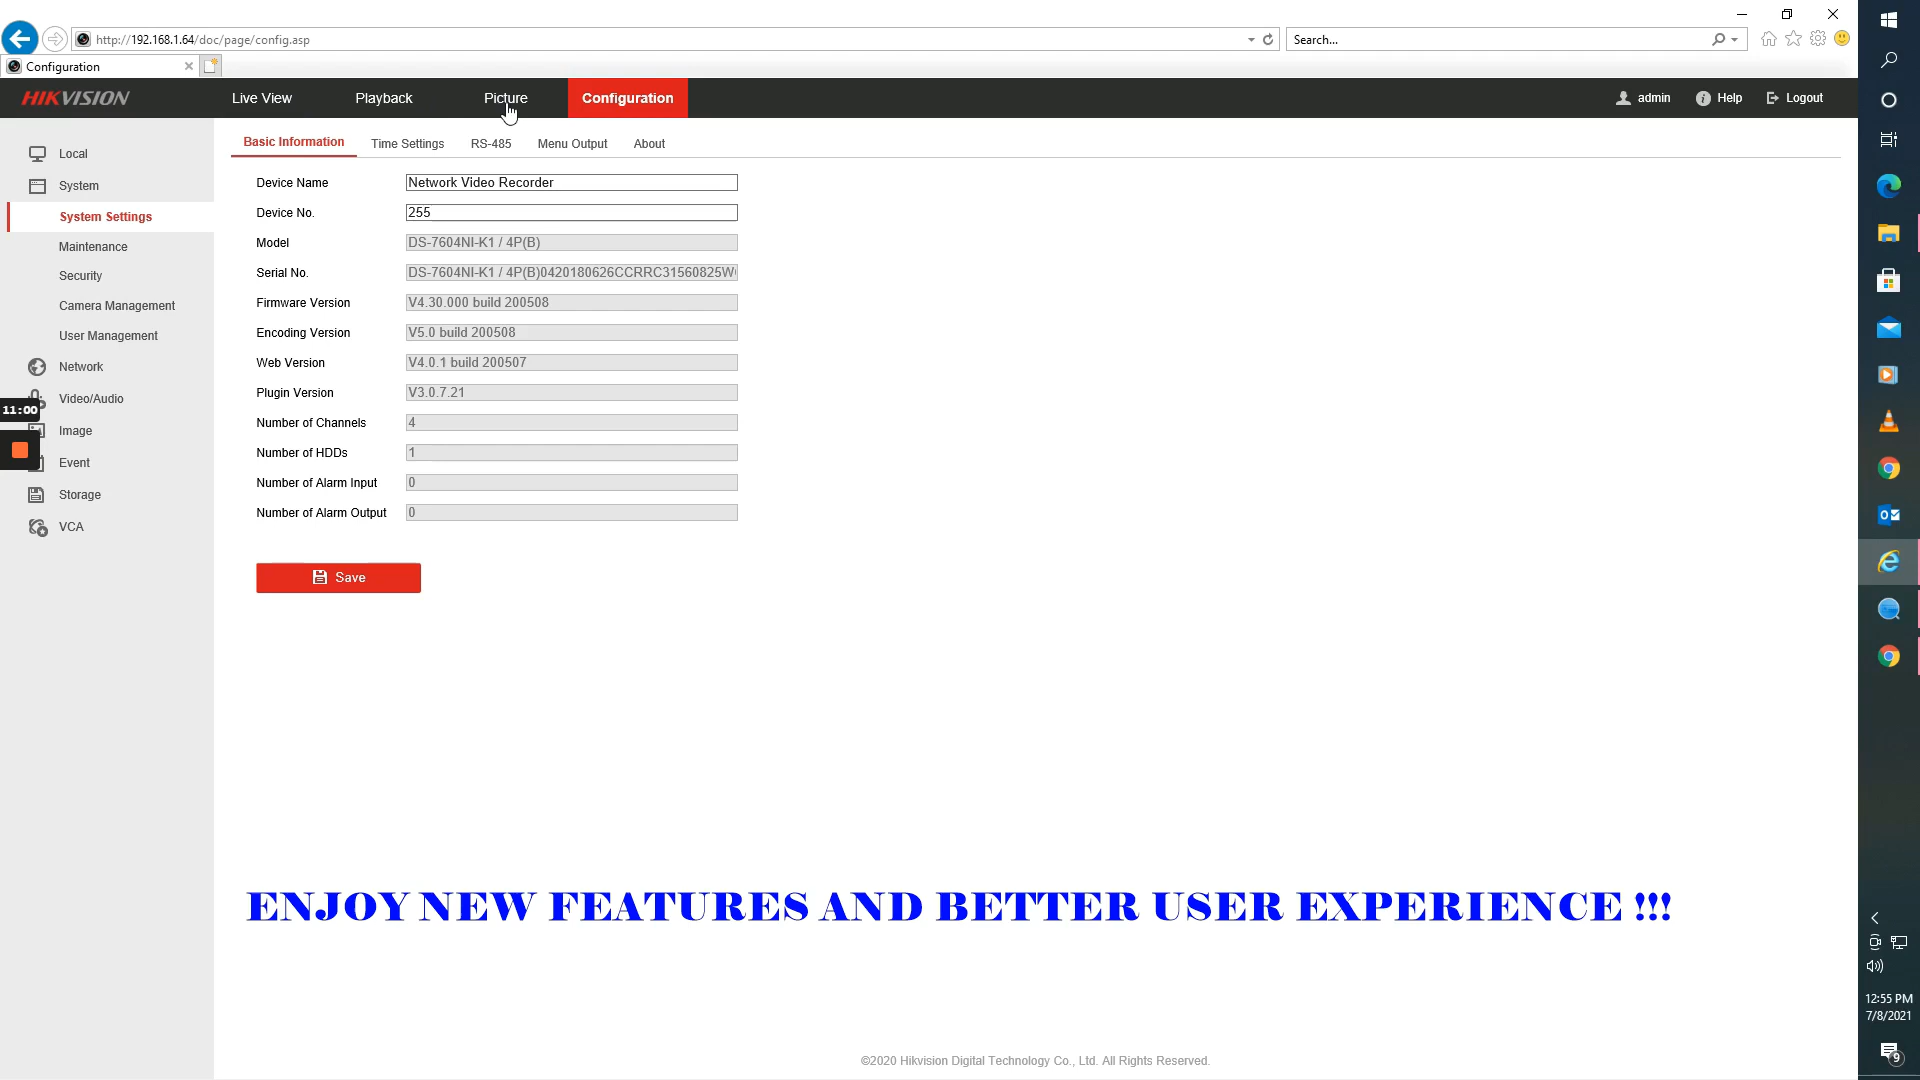 http://192.168.1.64/doc/page/config.asp
Search...
Configuration
HIKVISION
Live View
Playback
Picture
Configuration
admin
Help
Logout
Local
System
System Settings
Maintenance
Security
Camera Management
User Management
Network
Video/Audio
Image
Event
Storage
VCA
11:00
Basic Information
Time Settings
RS-485
Menu Output
About
Device Name
Network Video Recorder
Device No.
255
Model
DS-7604NI-K1 / 4P(B)
Serial No.
DS-7604NI-K1 / 4P(B)0420180626CCRRC31560825W
Firmware Version
V4.30.000 build 200508
Encoding Version
V5.0 build 200508
Web Version
V4.0.1 build 200507
Plugin Version
V3.0.7.21
Number of Channels
4
Number of HDDs
1
Number of Alarm Input
0
Number of Alarm Output
0
Save
ENJOY NEW FEATURES AND BETTER USER EXPERIENCE !!!
©2020 Hikvision Digital Technology Co., Ltd. All Rights Reserved.
12:55 PM
7/8/2021
9